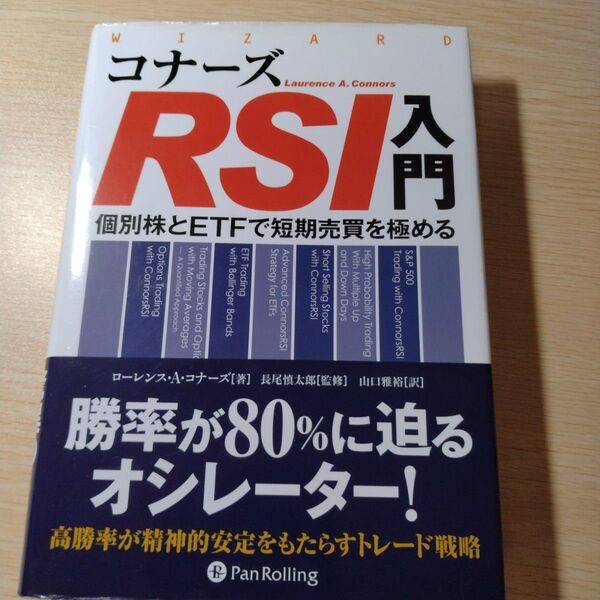 WIZARD
コナーズ
Laurence A. Connors
RSI
入門
個別株とETFで短期売買を極める
S&P 500
Trading with ConnorsRSI
High Probability Trading
With Multiple Up
and Down Days
Short Selling Stocks
with ConnorsRSI
Advanced ConnorsRSI
Strategy for ETFs
ETF Trading
with Bollinger Bands
Trading Stocks and Optio
with Moving Averages
— A Quantified Approach
Options Trading
with ConnorsRSI
ローレンス・A・コナーズ[著] 長尾慎太郎[監修] 山口雅裕[訳]
勝率が80%に迫る
オシレーター!
高勝率が精神的安定をもたらすトレード戦略
PanRolling